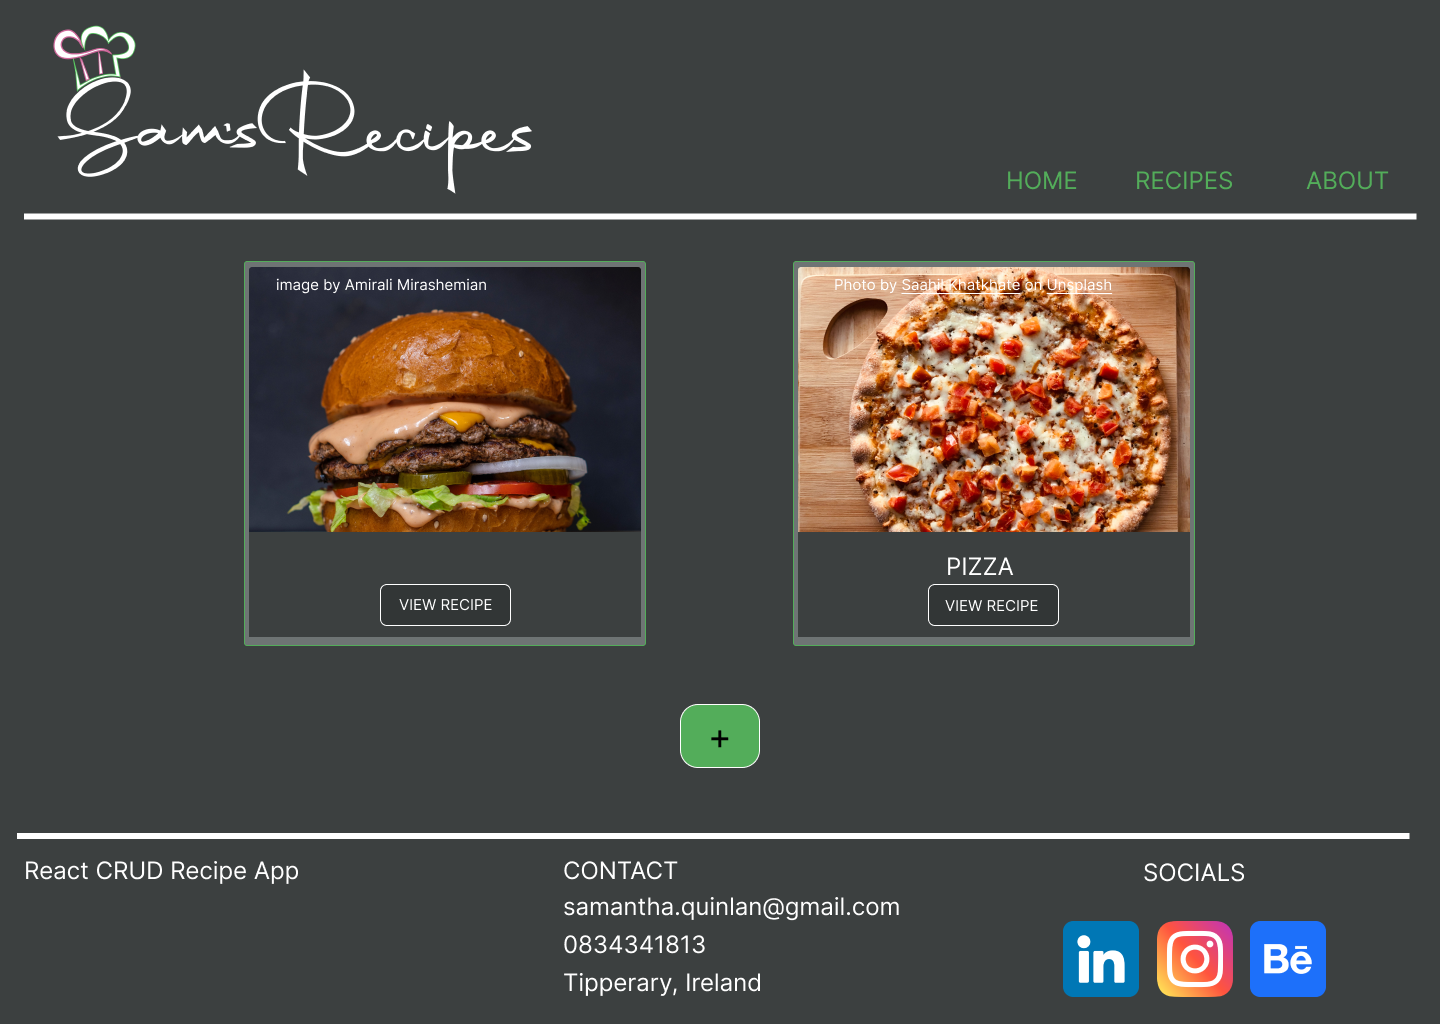 Sam's Recipes
HOME RECIPES ABOUT
image by Amirali Mirashemian
Photo by Saahil Khatkhate on Unsplash
PIZZA
VIEW RECIPE
VIEW RECIPE
+
React CRUD Recipe App
CONTACT
samantha.quinlan@gmail.com
0834341813
Tipperary, Ireland
SOCIALS
in
Bē